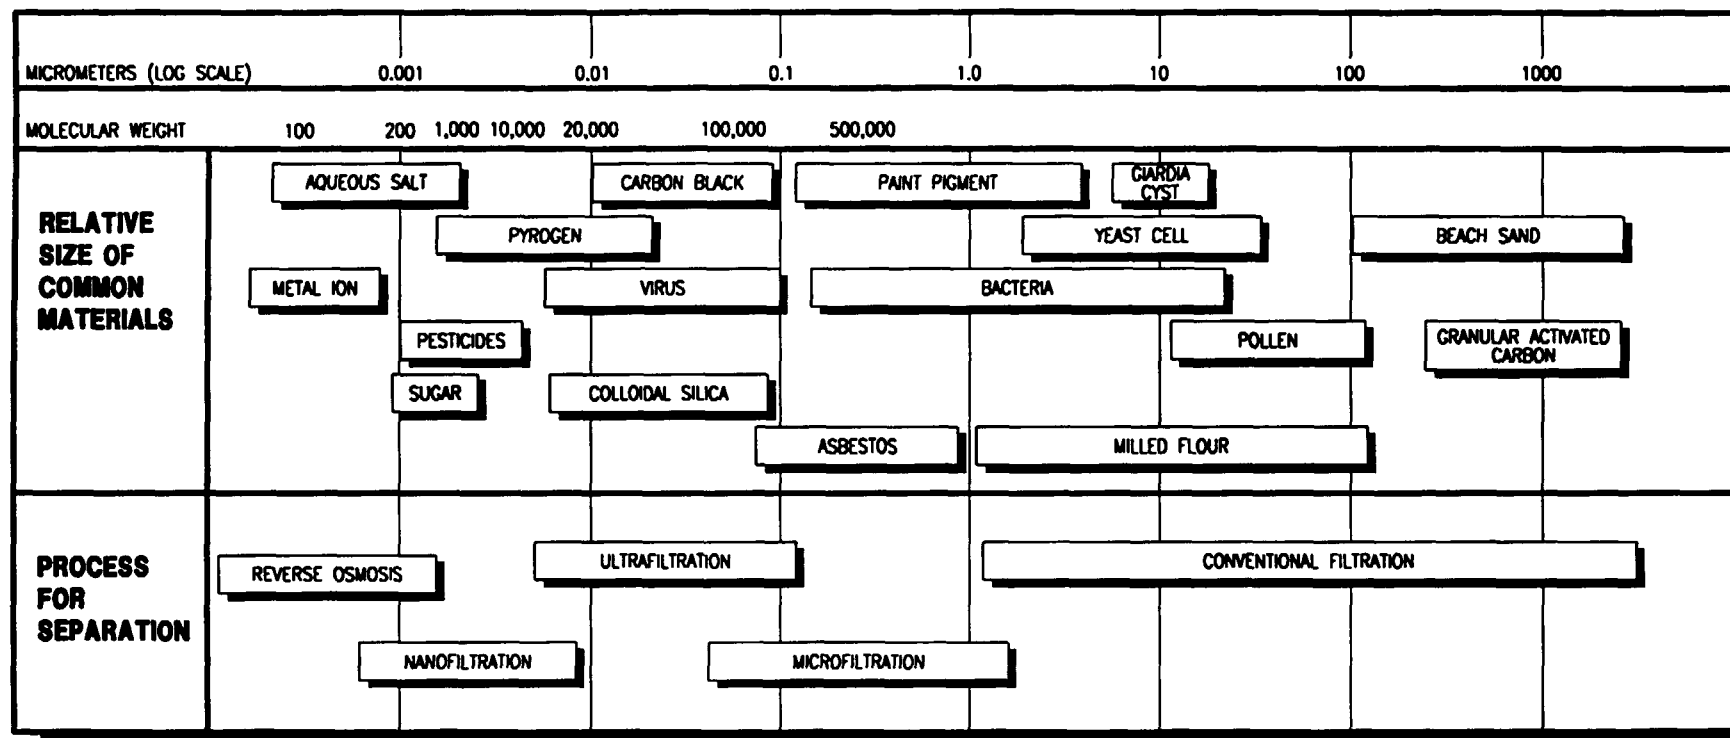 MICROMETERS (LOG SCALE) 0.001 0.01 0.1 1.0 10 100 1000
MOLECULAR WEIGHT 100 200 1,000 10,000 20,000 100,000 500,000
RELATIVE
SIZE OF
COMMON
MATERIALS
AQUEOUS SALT CARBON BLACK PAINT PIGMENT GIARDIA
CYST
PYROGEN YEAST CELL BEACH SAND
METAL ION VIRUS BACTERIA
PESTICIDES POLLEN GRANULAR ACTIVATED
CARBON
SUGAR COLLOIDAL SILICA
ASBESTOS MILLED FLOUR
PROCESS
FOR
SEPARATION
REVERSE OSMOSIS ULTRAFILTRATION CONVENTIONAL FILTRATION
NANOFILTRATION MICROFILTRATION